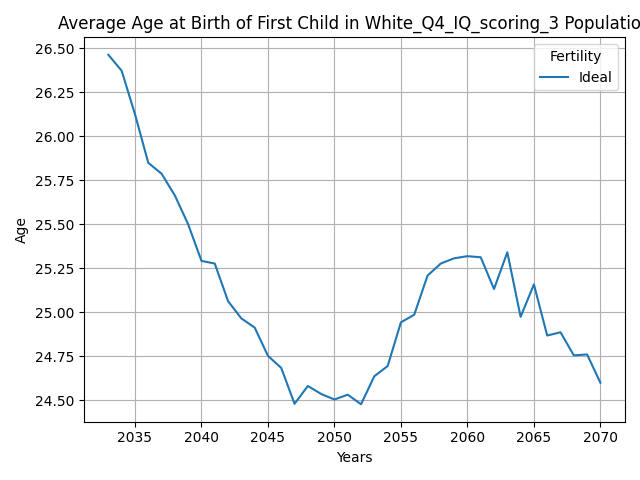 Average Age at Birth of First Child in White_Q4_IQ_scoring_3 Populatio
26.50
26.25
26.00
25.75
25.50
25.25
25.00
24.75
24.50
Age
Fertility
Ideal
2035 2040 2045 2050 2055 2060 2065 2070
Years